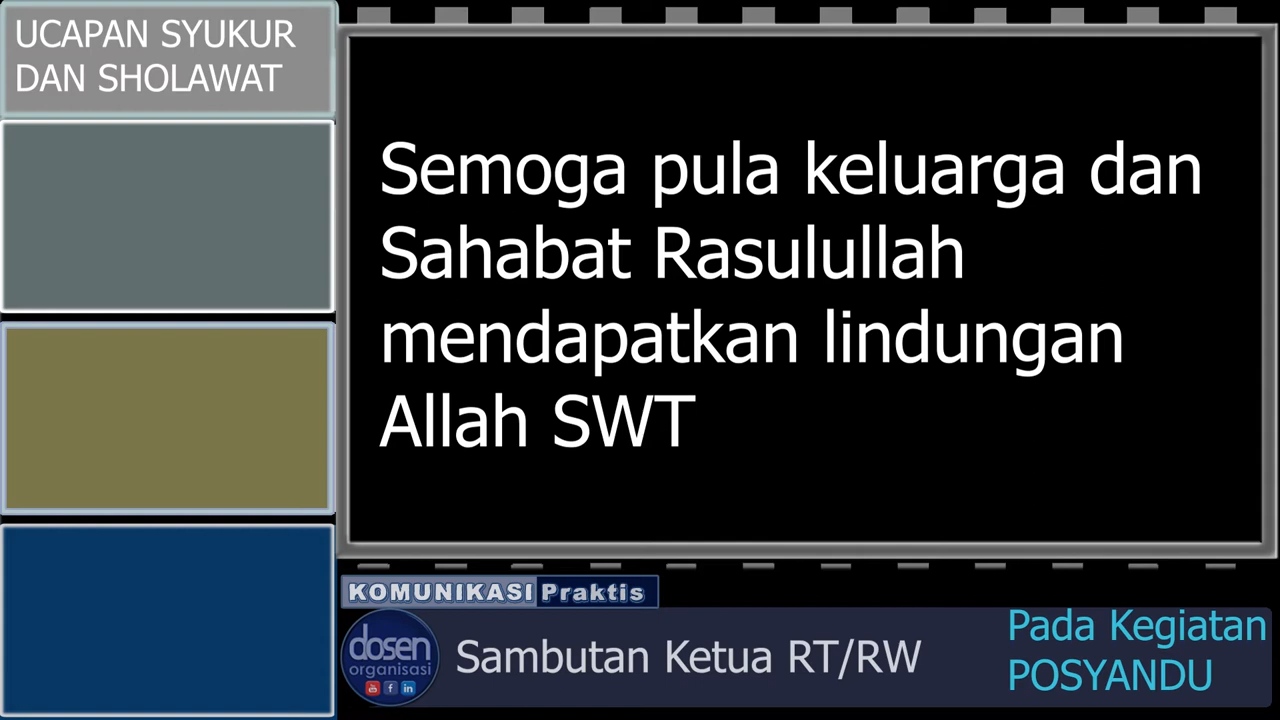 UCAPAN SYUKUR
DAN SHOLAWAT
Semoga pula keluarga dan
Sahabat Rasulullah
mendapatkan lindungan
Allah SWT
KOMUNIKASI Praktis
dosen
organisasi
Sambutan Ketua RT/RW
Pada Kegiatan
POSYANDU